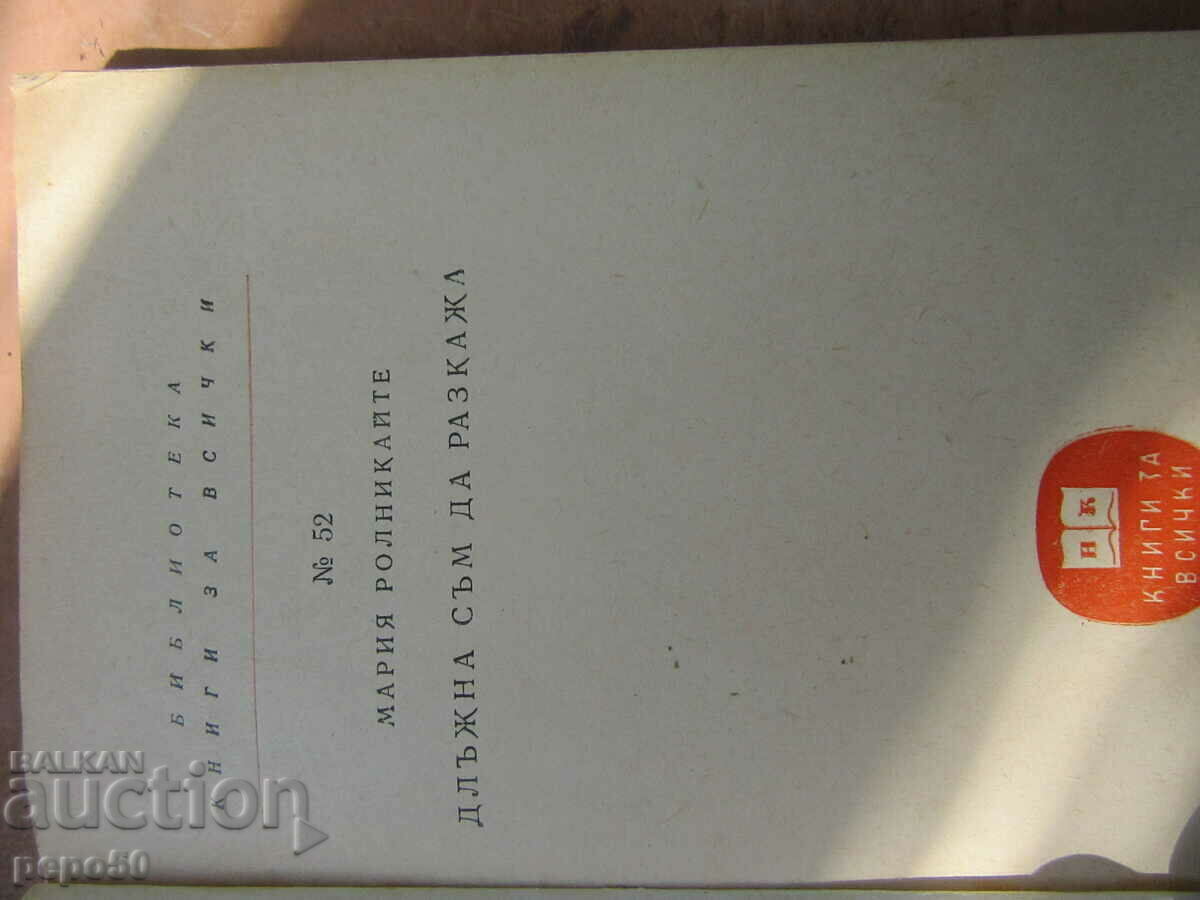 БИБЛИОТЕКА
КНИГИ ЗА ВСИЧКИ
№ 52
МАРИЯ РОЛНИКАЙТЕ
ДЛЪЖНА СЪМ ДА РАЗКАЖА
Н К
КНИГИ ЗА
ВСИЧКИ
BALKAN
auction
pepo50